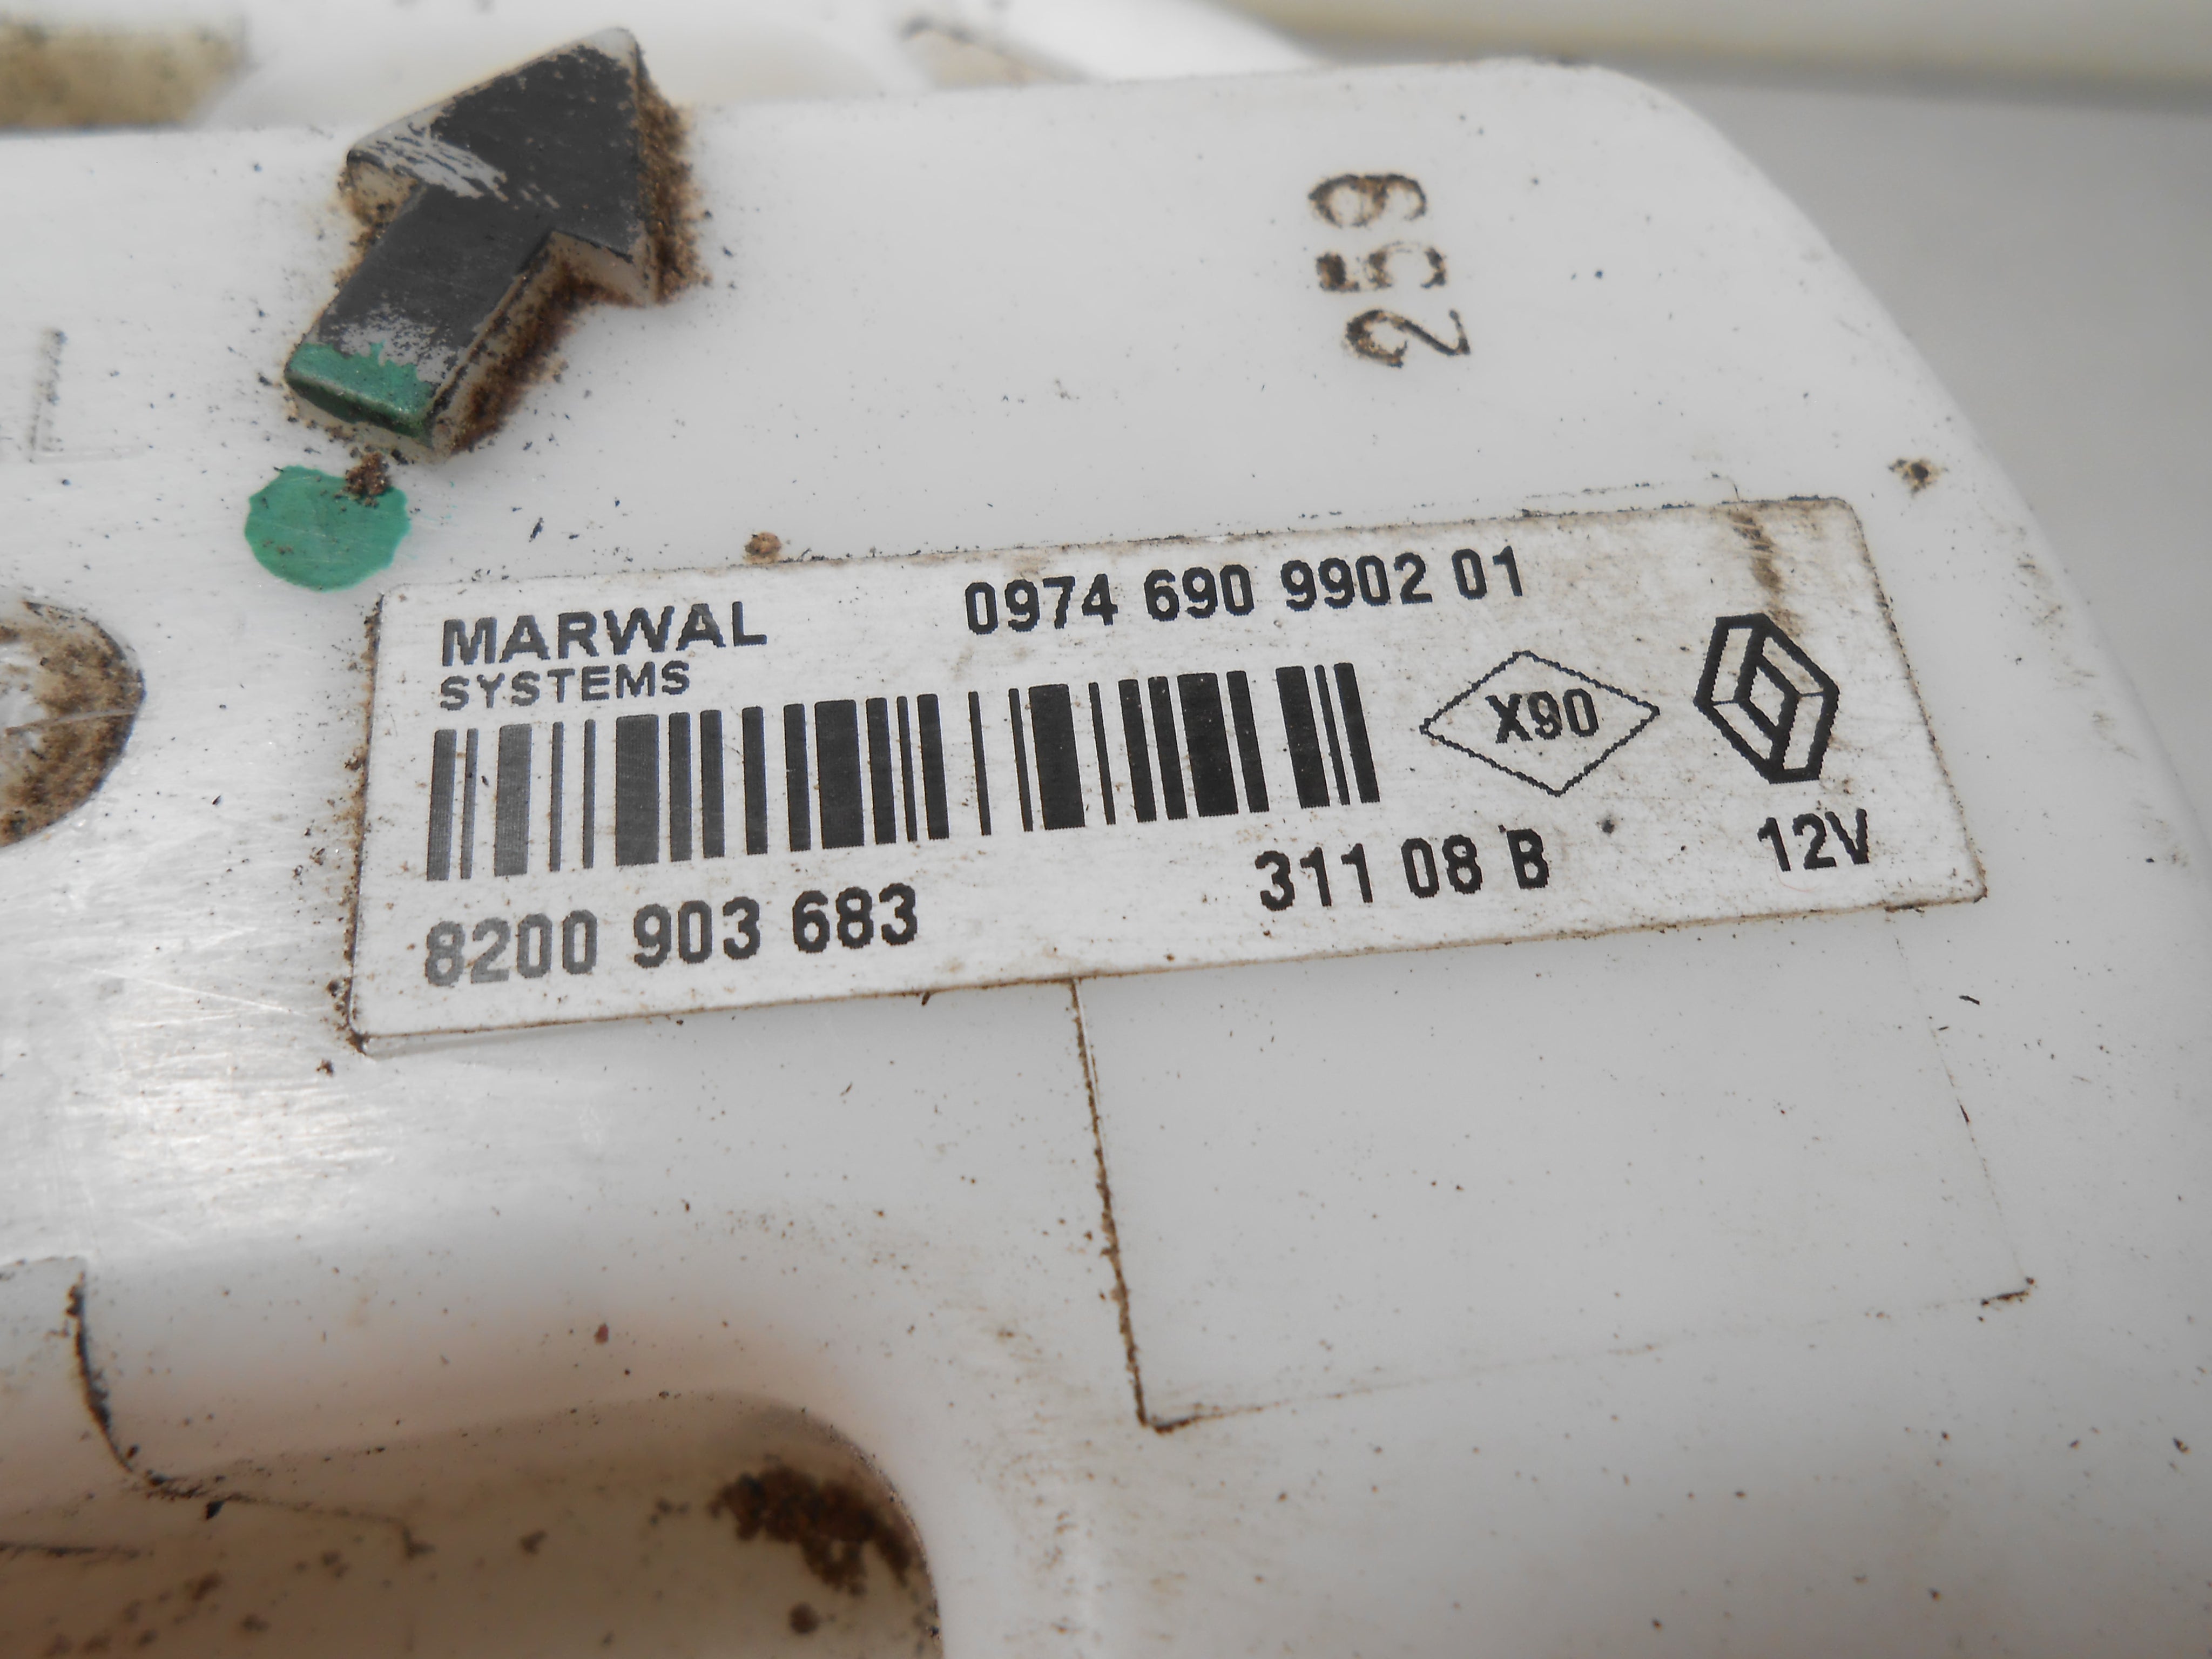 259
MARWAL 0974 690 9902 01
SYSTEMS
X90
8200 903 683 311 08 B 12V